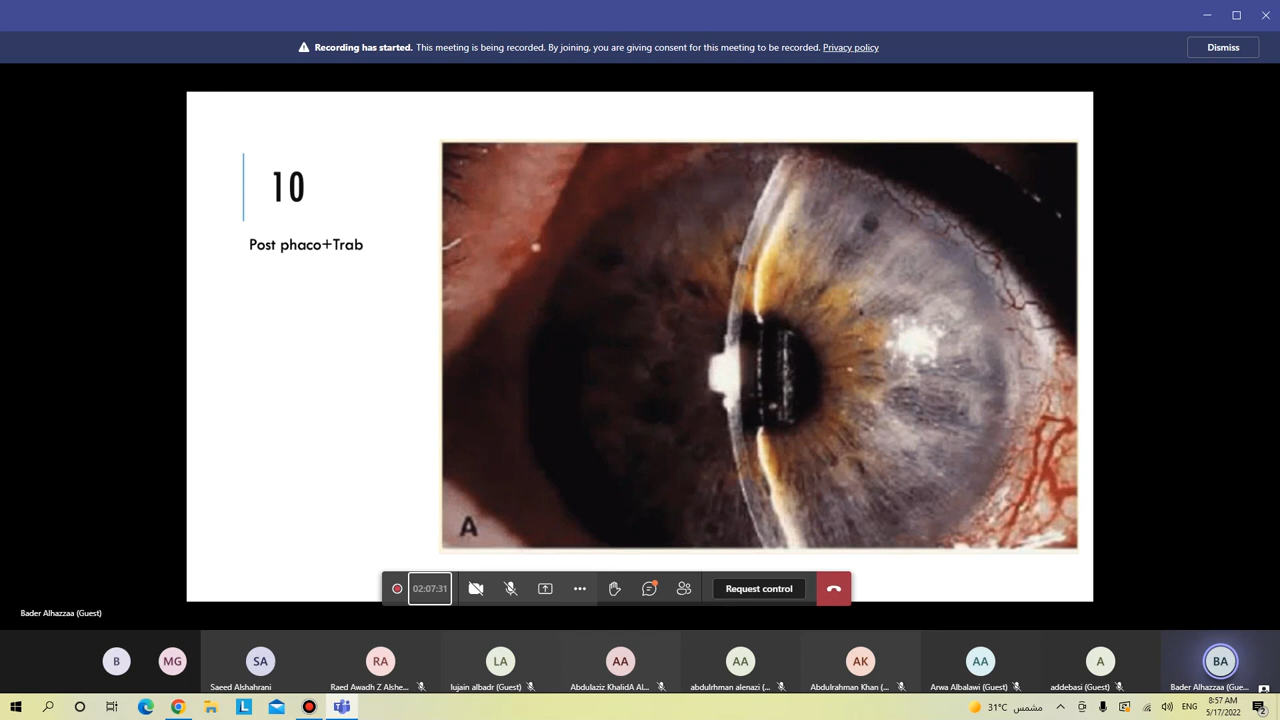 Recording has started. This meeting is being recorded. By joining, you are giving consent for this meeting to be recorded. Privacy policy
Dismiss
10
Post phaco+Trab
A
02:07:31
Request control
Bader Alhazzaa (Guest)
B
MG
SA
RA
LA
AA
AA
AK
AA
A
BA
Saeed Alshahrani
Raed Awadh Z Alshe...
lujain albadr (Guest)
Abdulaziz KhalidA Al...
abdulrhman alenazi (...
Abdulrahman Khan (...
Arwa Albalawi (Guest)
addebasi (Guest)
Bader Alhazzaa (Gue...
L
31°C
مشمس
ENG
8:57 AM
5/17/2022
2